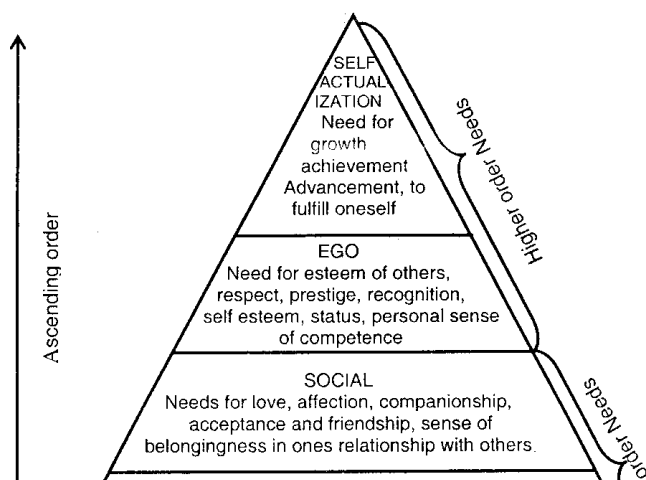 SELF
ACTUAL-
IZATION
Need for
growth
achievement
Advancement, to
fulfill oneself
Higher order Needs
EGO
Need for esteem of others,
respect, prestige, recognition,
self esteem, status, personal sense
of competence
Ascending order
SOCIAL
Needs for love, affection, companionship,
acceptance and friendship, sense of
belongingness in ones relationship with others.
order Needs